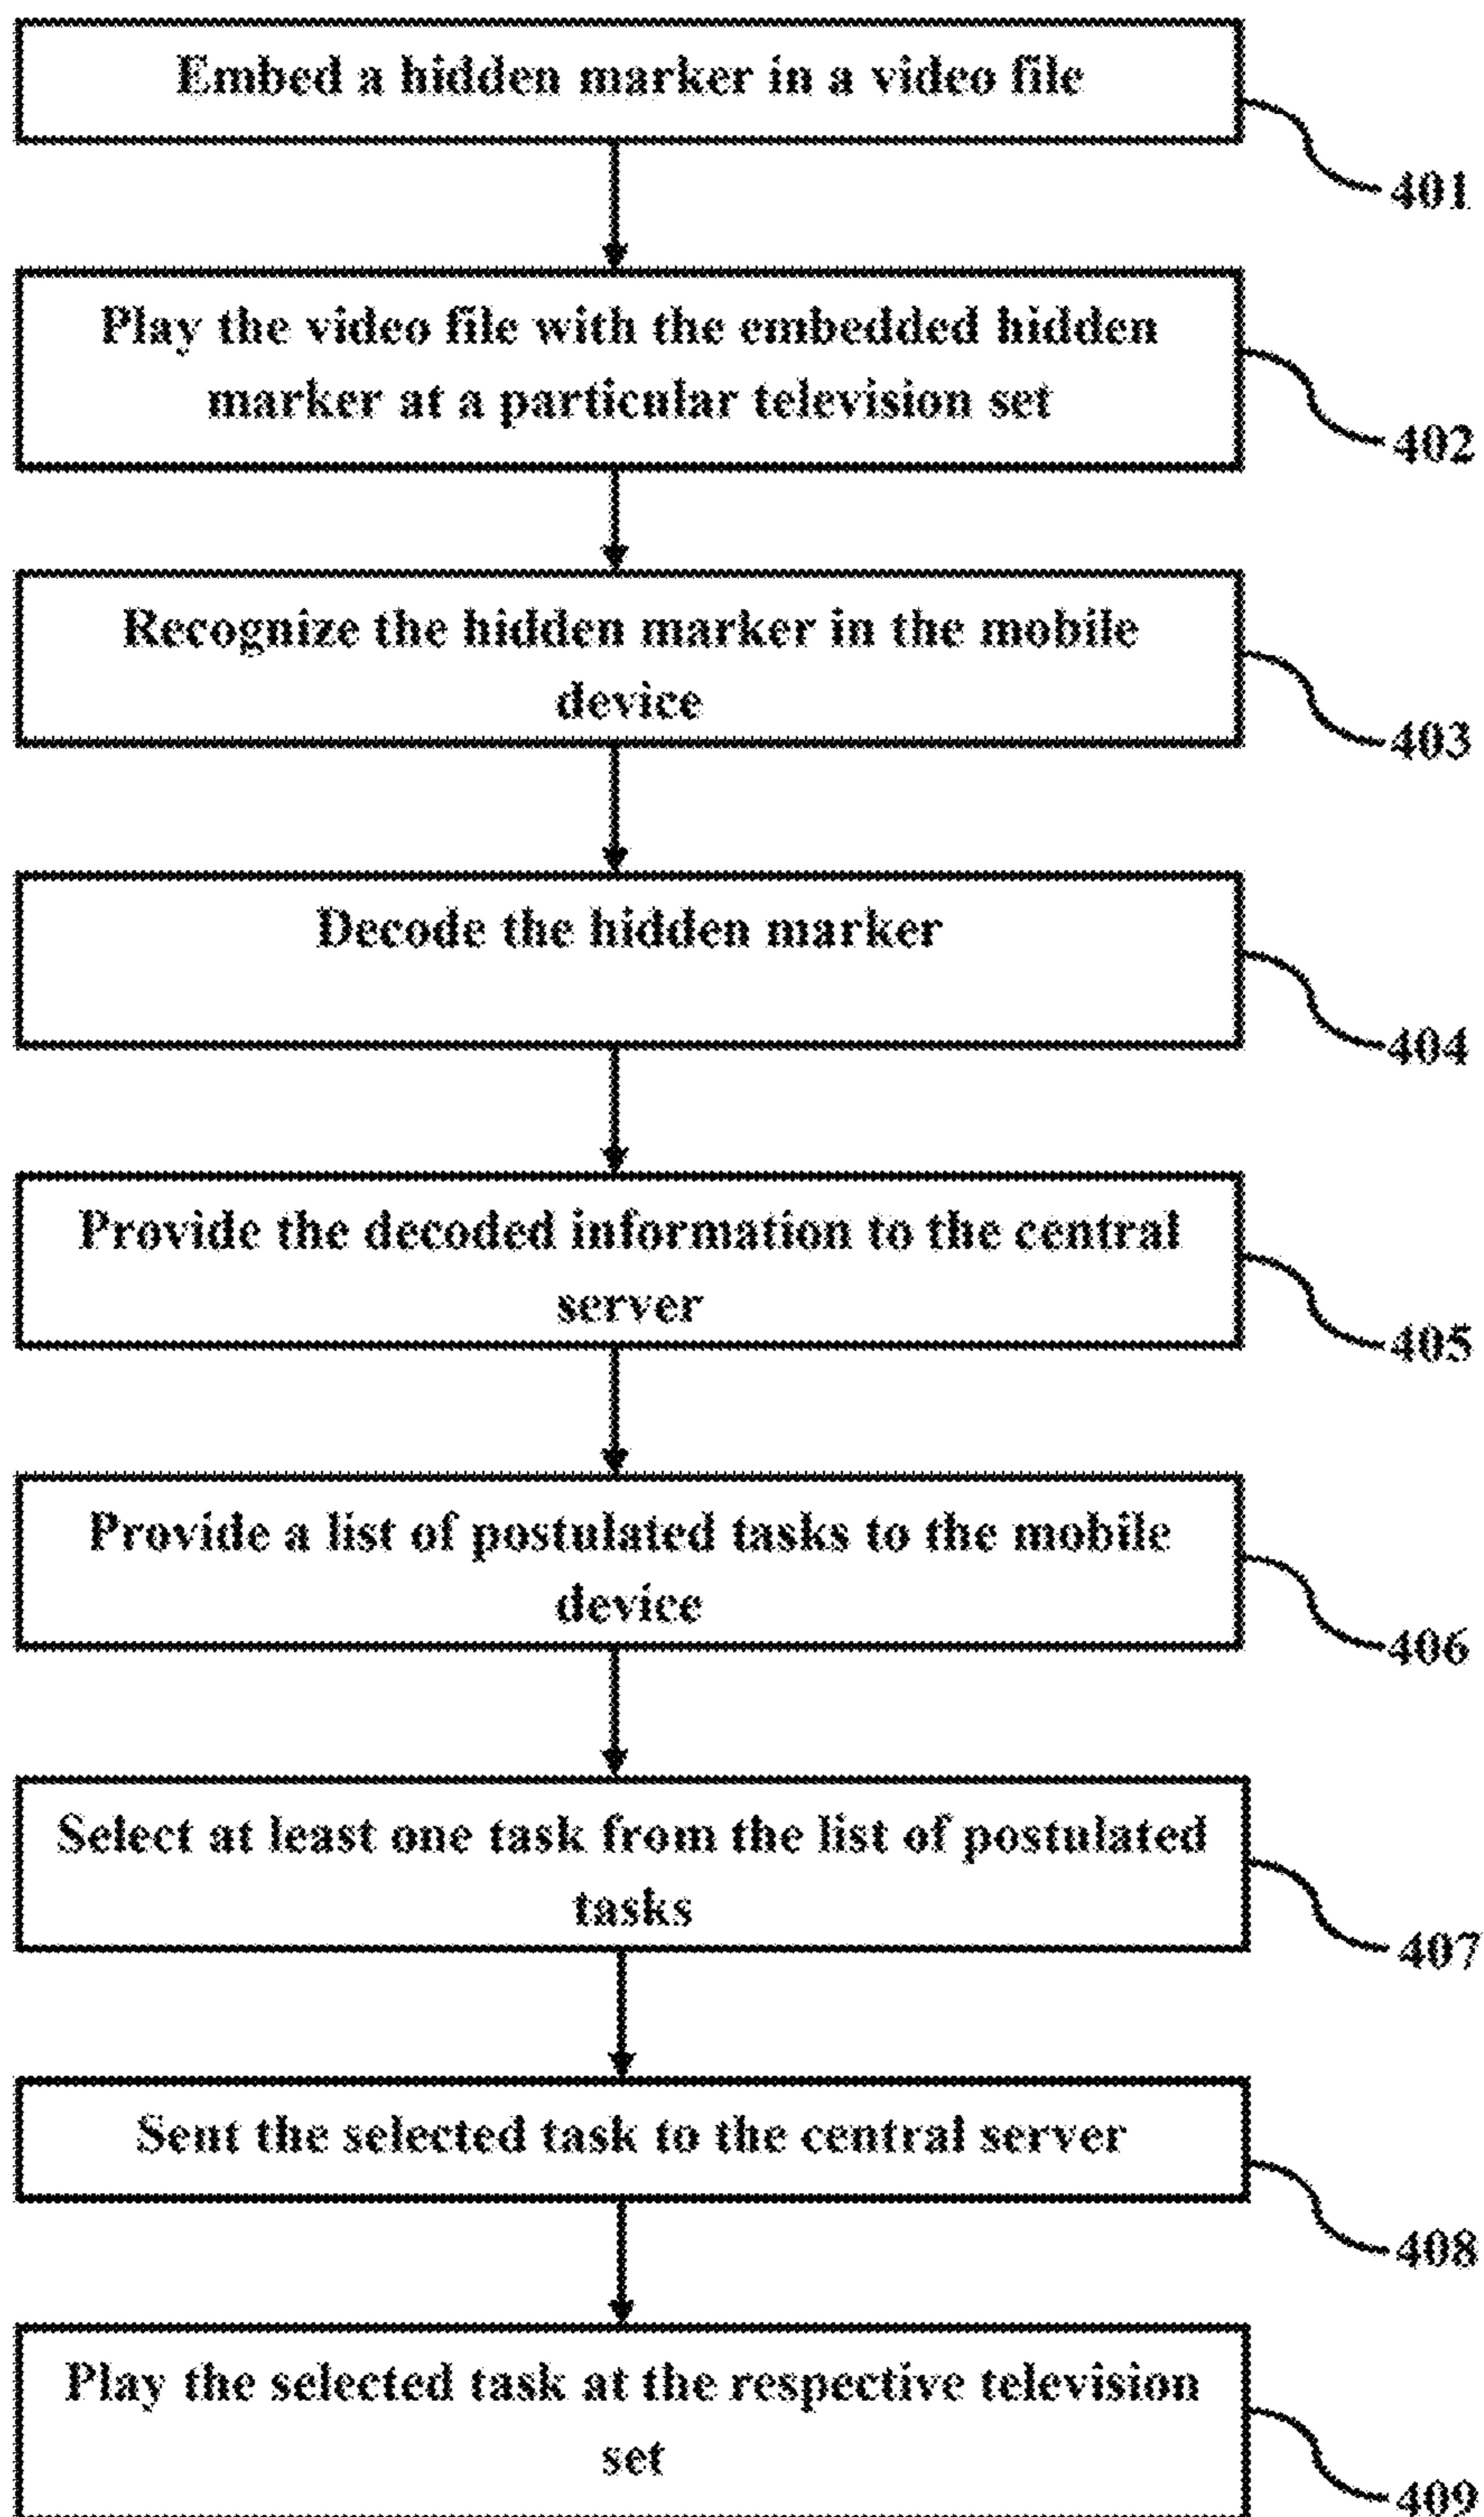 Embed a hidden marker in a video file
401
Play the video file with the embedded hidden
marker at a particular television set
402
Recognize the hidden marker in the mobile
device
403
Decode the hidden marker
404
Provide the decoded information to the central
server
405
Provide a list of postulated tasks to the mobile
device
406
Select at least one task from the list of postulated
tasks
407
Sent the selected task to the central server
408
Play the selected task at the respective television
set
409